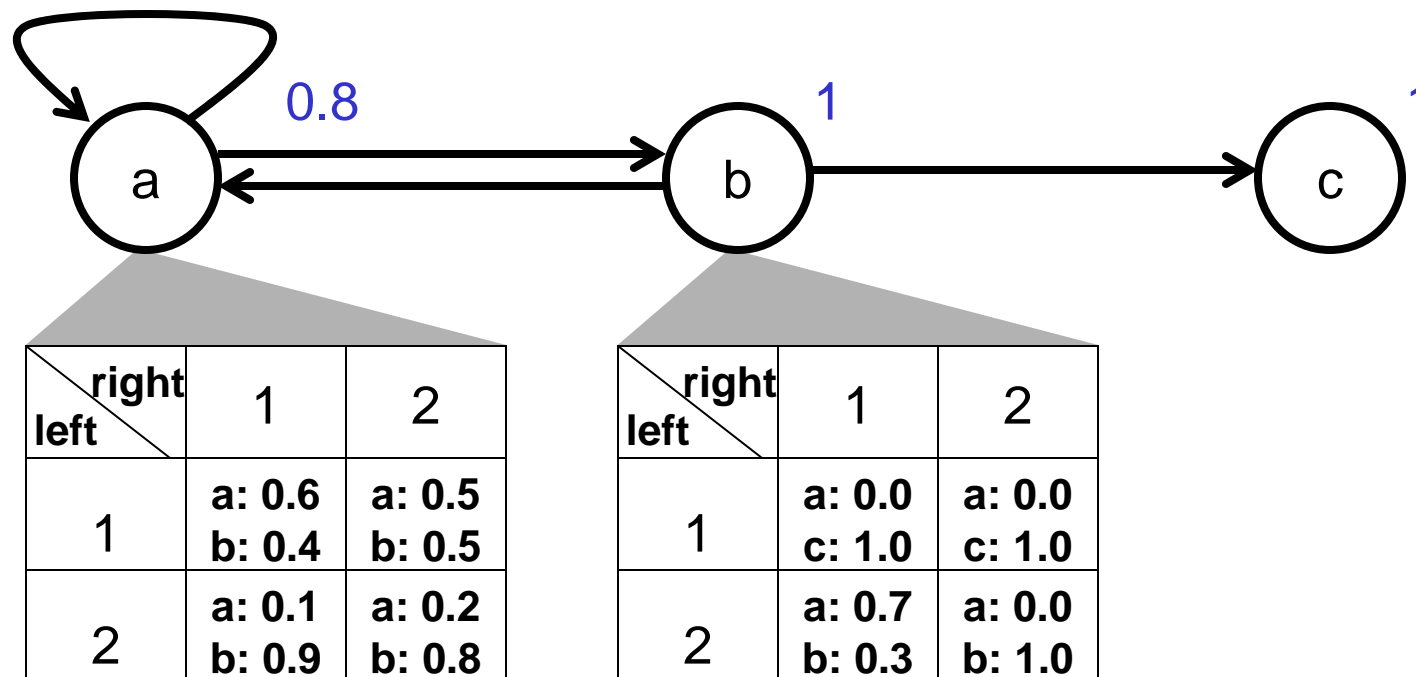 0.8 1
a b c
right 1 2
left
1 a: 0.6 a: 0.5
b: 0.4 b: 0.5
2 a: 0.1 a: 0.2
b: 0.9 b: 0.8
right 1 2
left
1 a: 0.0 a: 0.0
c: 1.0 c: 1.0
2 a: 0.7 a: 0.0
b: 0.3 b: 1.0